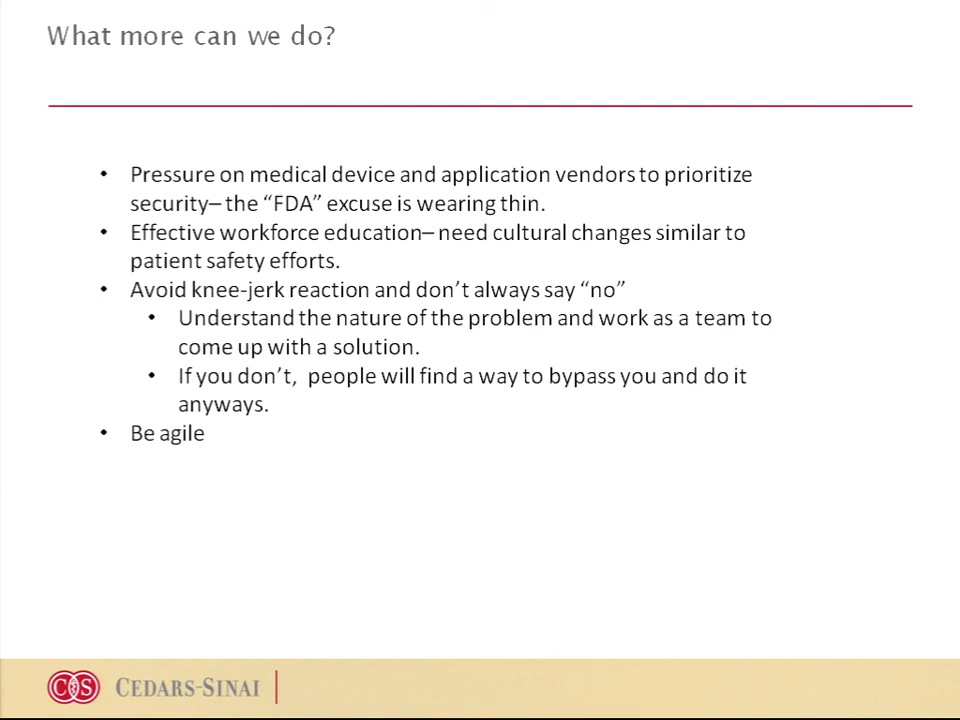 What more can we do?
• Pressure on medical device and application vendors to prioritize
security– the “FDA” excuse is wearing thin.
• Effective workforce education– need cultural changes similar to
patient safety efforts.
• Avoid knee-jerk reaction and don’t always say “no”
• Understand the nature of the problem and work as a team to
come up with a solution.
• If you don’t, people will find a way to bypass you and do it
anyways.
• Be agile
CS CEDARS-SINAI